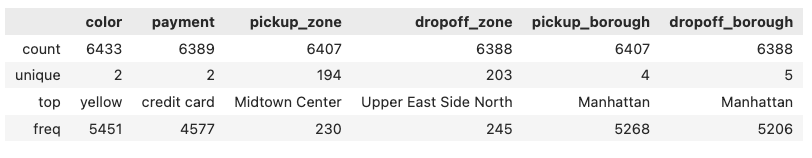 color payment pickup_zone dropoff_zone pickup_borough dropoff_borough
count 6433 6389 6407 6388 6407 6388
unique 2 2 194 203 4 5
top yellow credit card Midtown Center Upper East Side North Manhattan Manhattan
freq 5451 4577 230 245 5268 5206